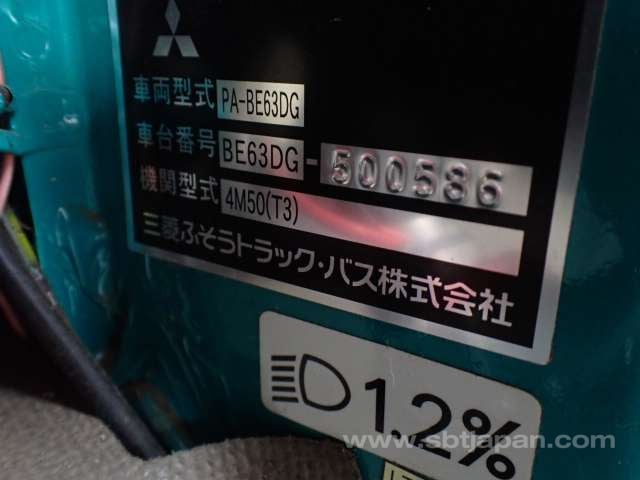 車両型式 PA-BE63DG
車台番号 BE63DG-500586
機関型式 4M50(T3)
三菱ふそうトラック・バス株式会社
1.2%
www.sbtjapan.com